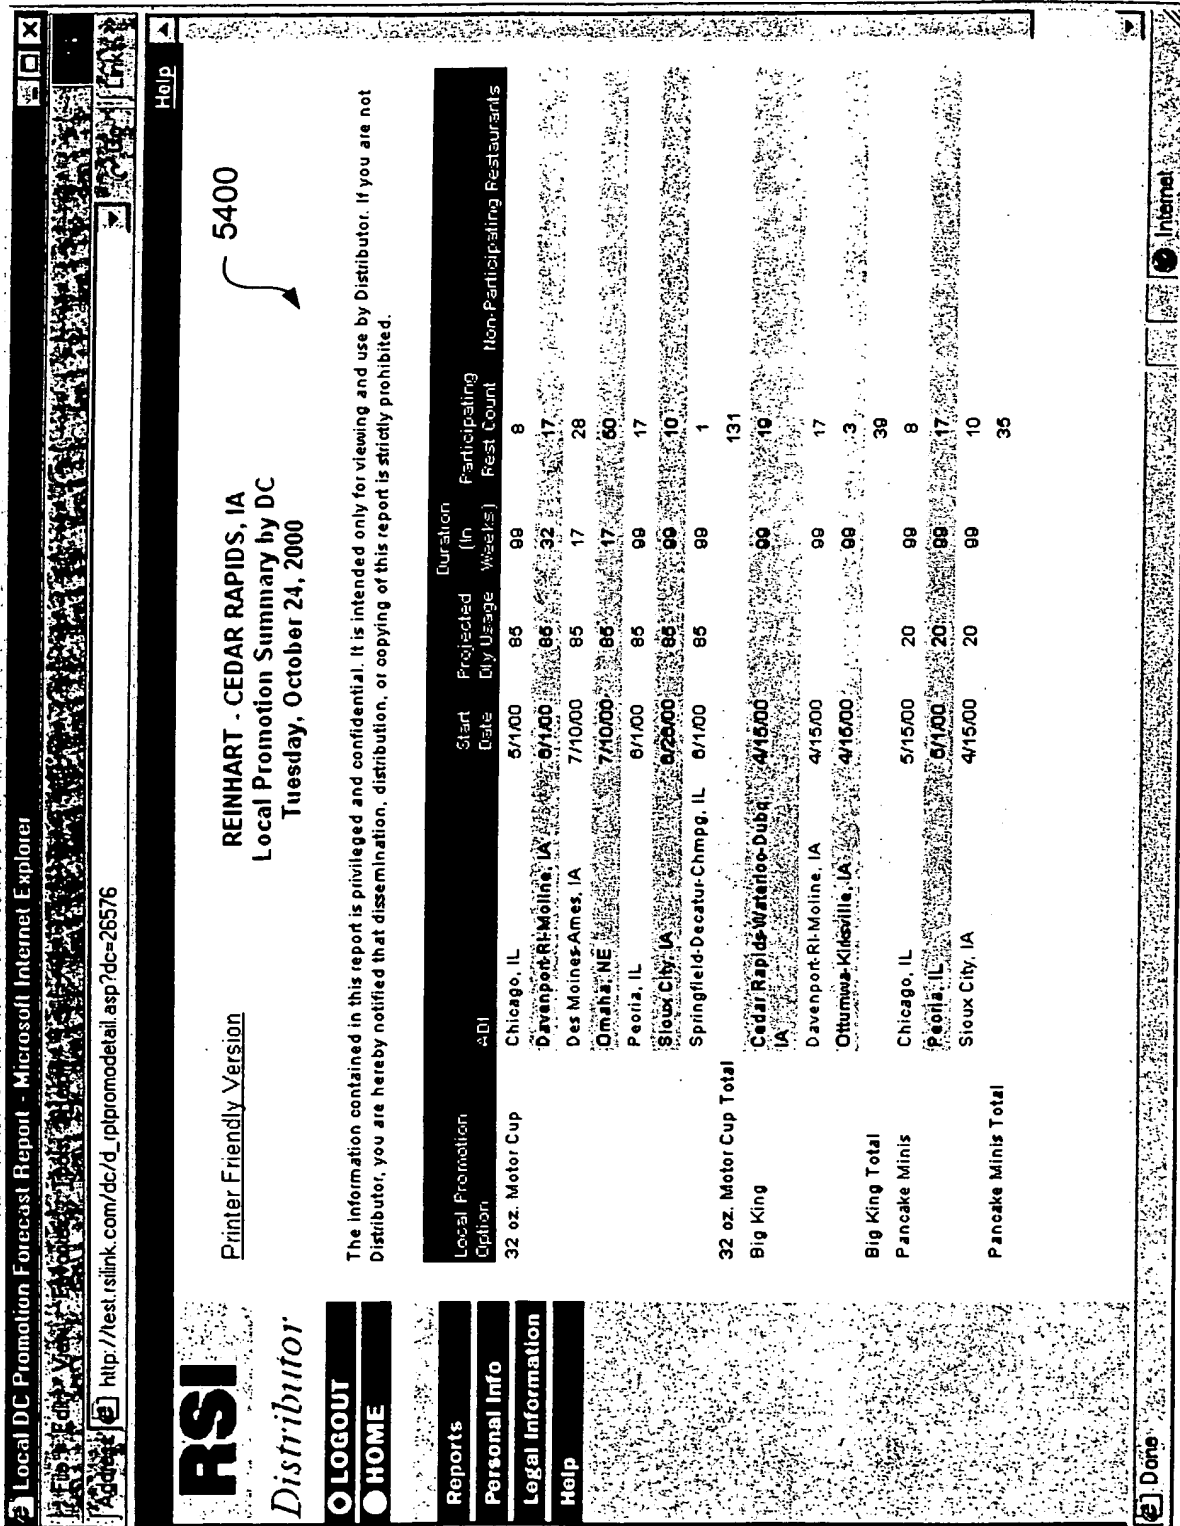 Local DC Promotion Forecast Report - Microsoft Internet Explorer
Address http://test.rsilink.com/dc/d_rptpromodetail.asp?dc=26576
Help
RSI
Distributor
LOGOUT
HOME
Reports
Personal Info
Legal Information
Help
Printer Friendly Version
REINHART - CEDAR RAPIDS, IA
Local Promotion Summary by DC
Tuesday, October 24, 2000
5400
The information contained in this report is privileged and confidential. It is intended only for viewing and use by Distributor. If you are not
Distributor, you are hereby notified that dissemination, distribution, or copying of this report is strictly prohibited.
Local Promotion Option ADI Start Date Projected Dly Usage Duration (In Weeks) Participating Rest Count Non-Participating Restaurants
32 oz. Motor Cup Chicago, IL 5/1/00 85 99 8
Davenport-RI-Moline, IA 6/1/00 85 32 17
Des Moines-Ames, IA 7/10/00 85 17 28
Omaha, NE 7/10/00 85 17 50
Peoria, IL 6/1/00 85 99 17
Sioux City, IA 6/26/00 85 99 10
Springfield-Decatur-Chmpg, IL 6/1/00 85 99 1
32 oz. Motor Cup Total 131
Big King Cedar Rapids-Waterloo-Dubq, IA 4/15/00 99 19
Davenport-RI-Moline, IA 4/15/00 99 17
Ottumwa-Kirksville, IA 4/15/00 99 3
Big King Total 39
Pancake Minis Chicago, IL 5/15/00 20 99 8
Peoria, IL 6/1/00 20 99 17
Sioux City, IA 4/15/00 20 99 10
Pancake Minis Total 35
Done
Internet